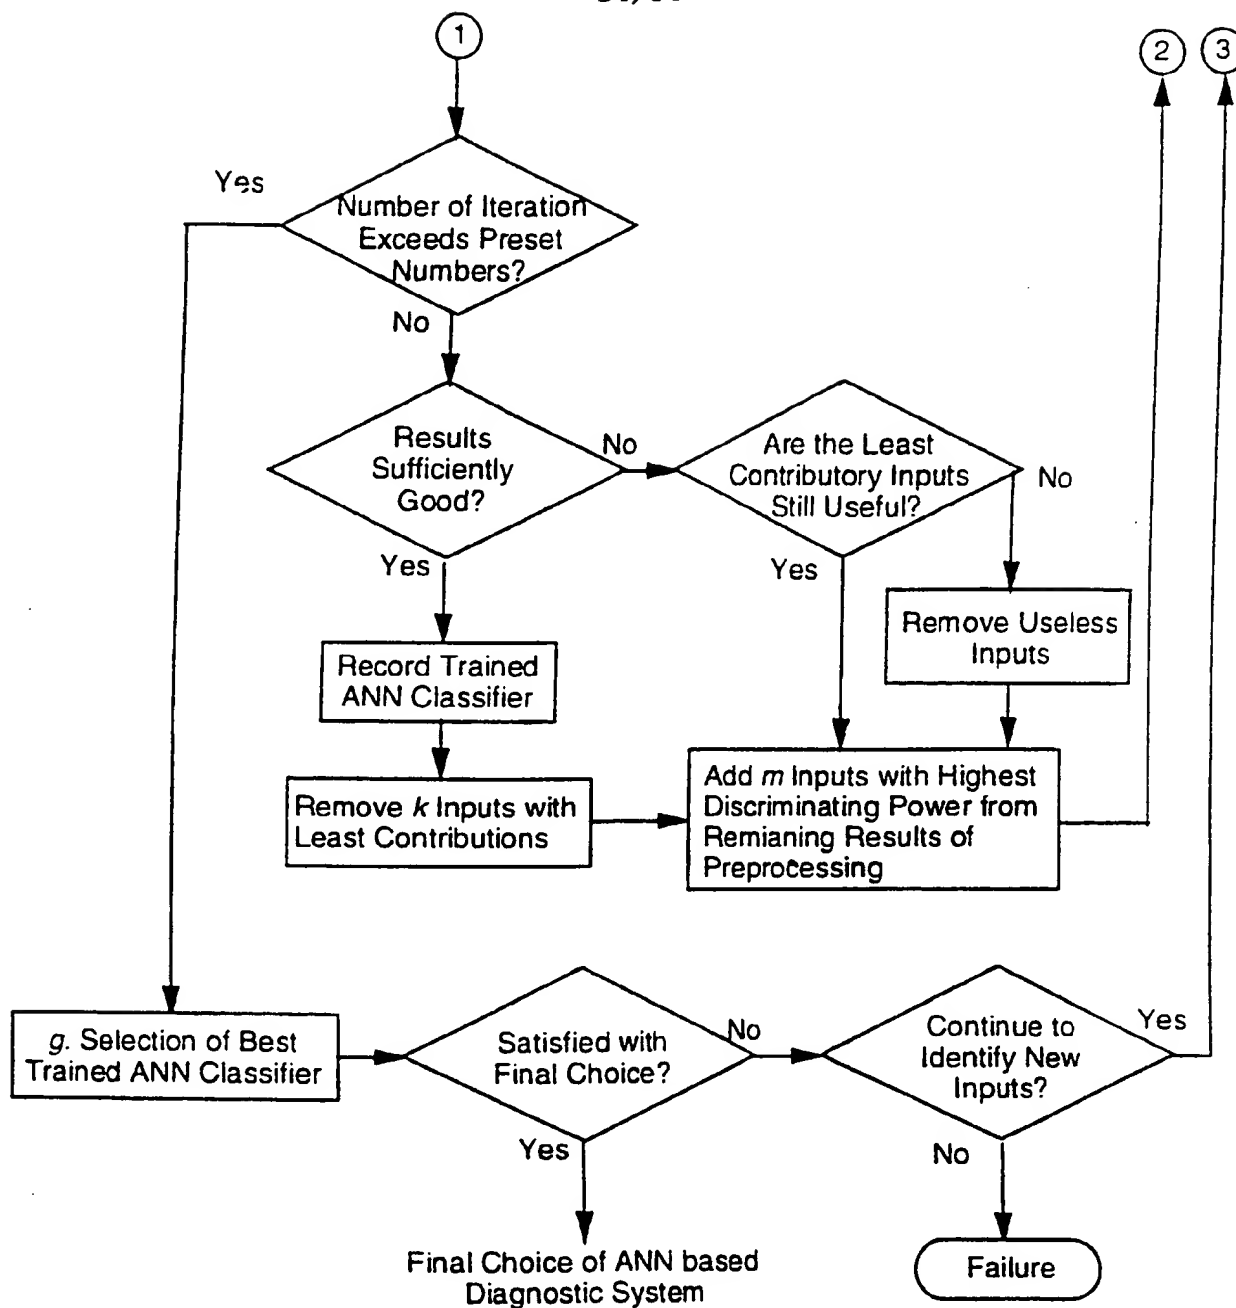 1
2
3
Yes
Number of Iteration
Exceeds Preset
Numbers?
No
Results
Sufficiently
Good?
No
Are the Least
Contributory Inputs
Still Useful?
No
Yes
Yes
Remove Useless
Inputs
Record Trained
ANN Classifier
Remove k Inputs with
Least Contributions
Add m Inputs with Highest
Discriminating Power from
Remianing Results of
Preprocessing
g. Selection of Best
Trained ANN Classifier
Satisfied with
Final Choice?
No
Continue to
Identify New
Inputs?
Yes
Yes
No
Final Choice of ANN based
Diagnostic System
Failure